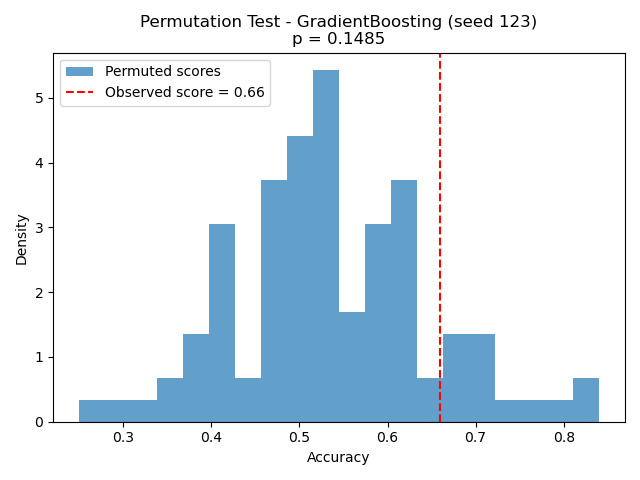 Permutation Test - GradientBoosting (seed 123)
p = 0.1485
Permuted scores
Observed score = 0.66
Density
5
4
3
2
1
0
0.3 0.4 0.5 0.6 0.7 0.8
Accuracy